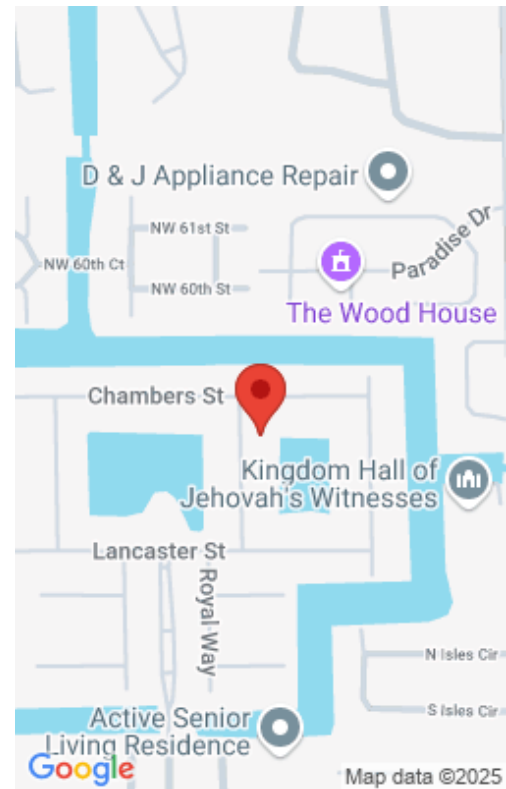 D & J Appliance Repair
NW 61st St
Paradise Dr
NW 60th Ct
NW 60th St
The Wood House
Chambers St
Kingdom Hall of
Jehovah's Witnesses
Lancaster St
Royal Way
N Isles Cir
S Isles Cir
Active Senior
Living Residence
Google
Map data ©2025